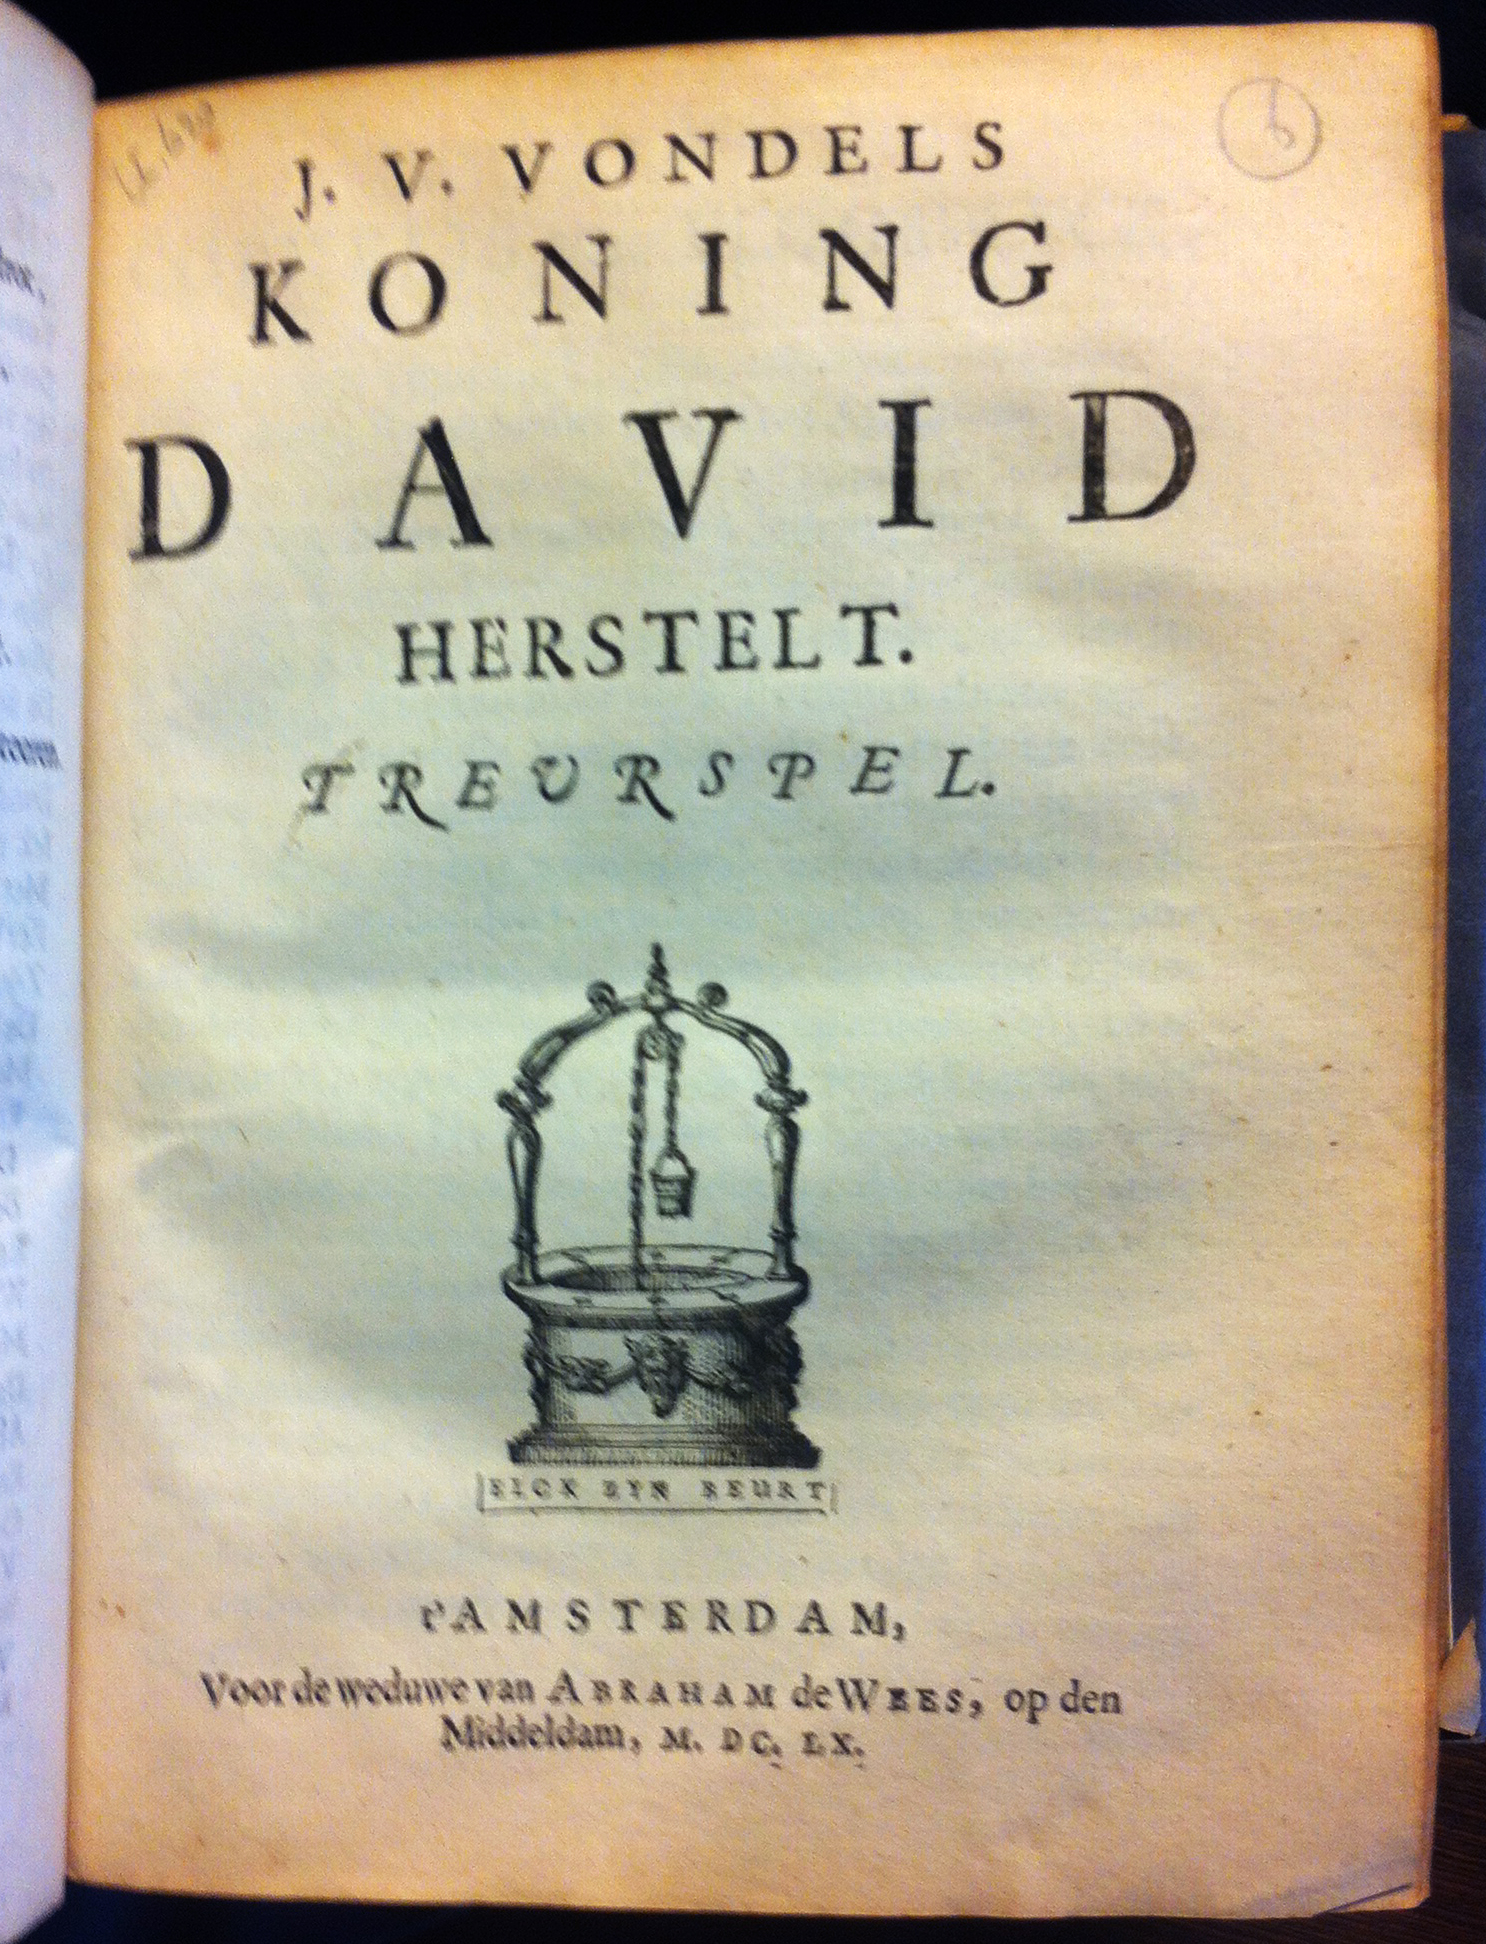 J. V. VONDELS
KONING
DAVID
HERSTELT.
TREURSPEL.
ELCK ZYN BEURT
t'AMSTERDAM,
Voor de weduwe van ABRAHAM de WEES, op den
Middeldam, M. DC. LX.